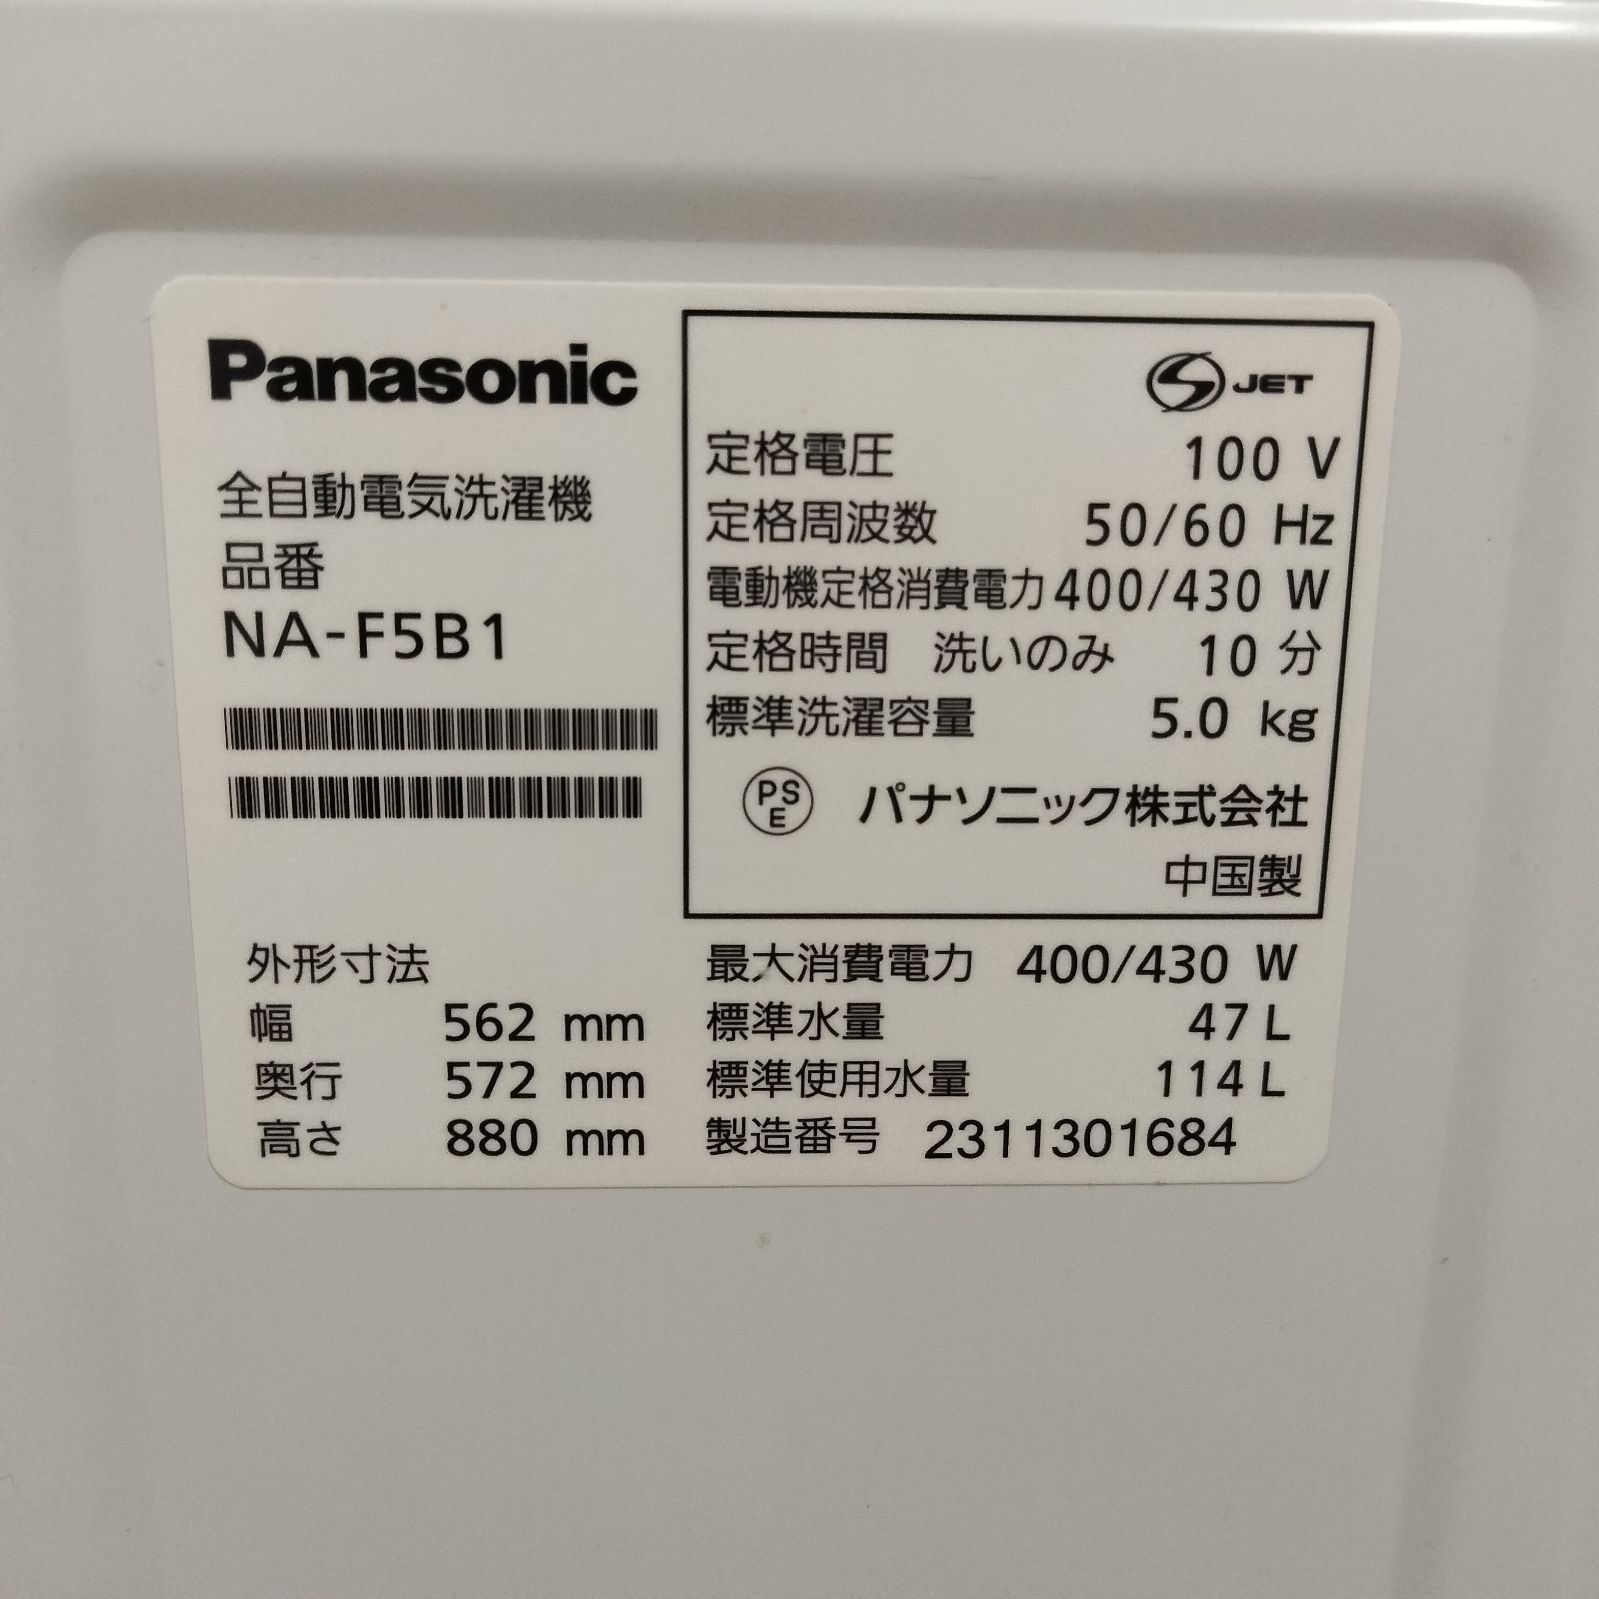 Panasonic
全自動電気洗濯機
品番
NA-F5B1
S JET
定格電圧 100 V
定格周波数 50/60 Hz
電動機定格消費電力 400/430 W
定格時間 洗いのみ 10 分
標準洗濯容量 5.0 kg
PSE パナソニック株式会社
中国製
外形寸法
幅 562 mm
奥行 572 mm
高さ 880 mm
最大消費電力 400/430 W
標準水量 47 L
標準使用水量 114 L
製造番号 2311301684